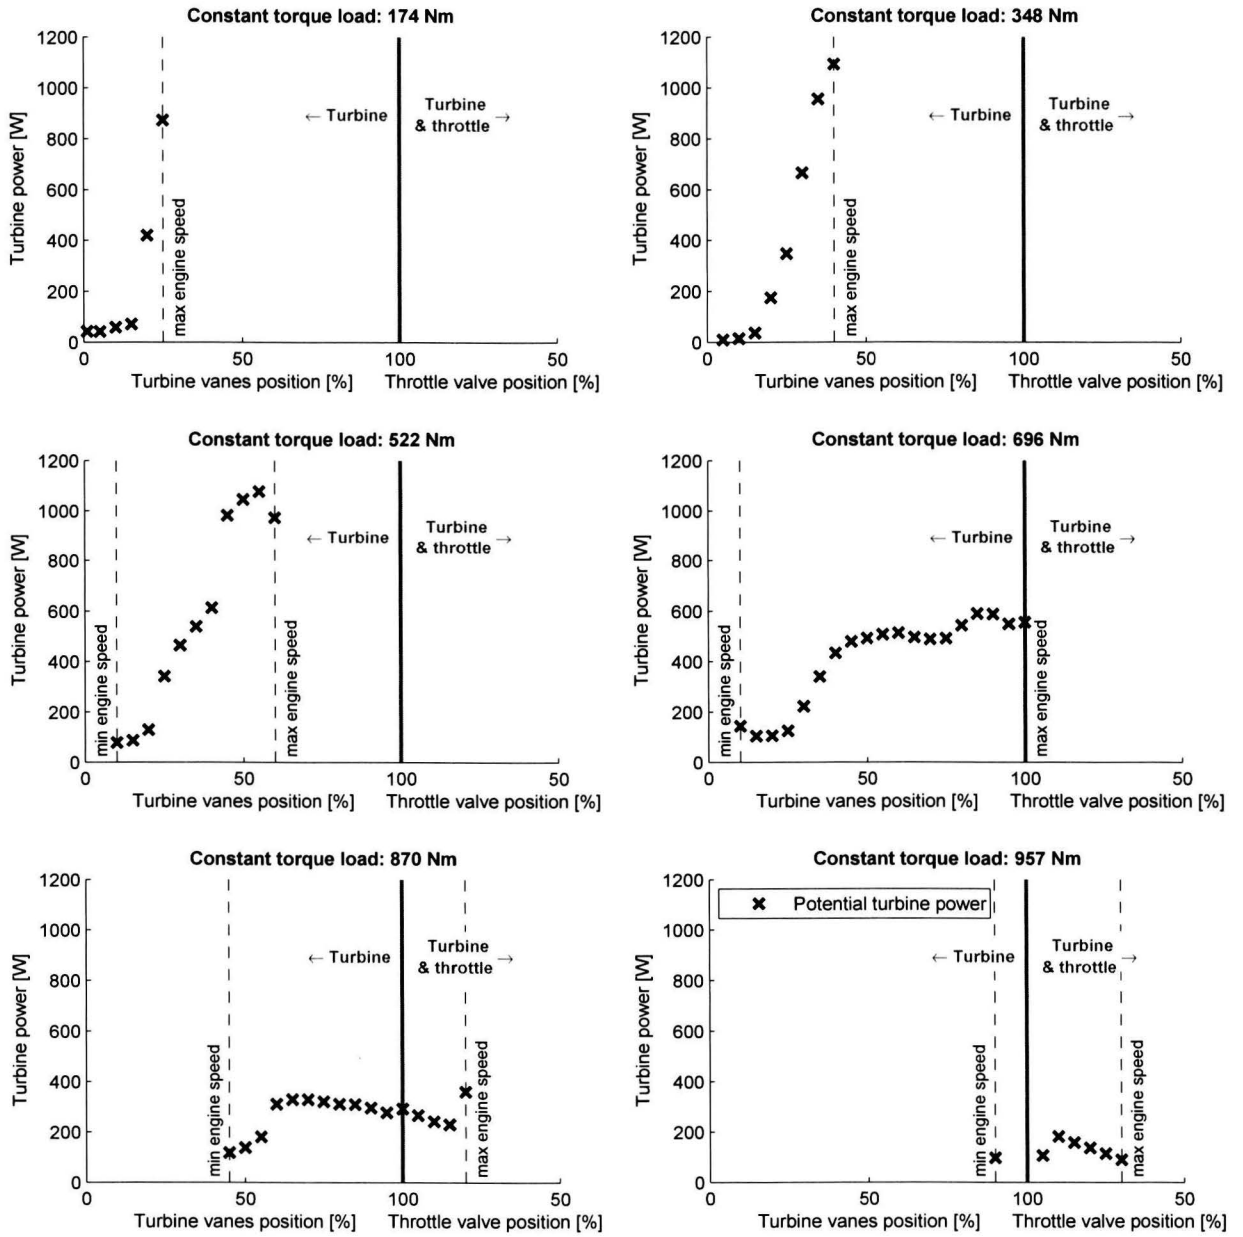 Constant torque load: 174 Nm
1200
1000
800
600
400
200
0
Turbine power [W]
← Turbine
Turbine
& throttle →
max engine speed
0
50
100
50
Turbine vanes position [%]
Throttle valve position [%]
Constant torque load: 348 Nm
1200
1000
800
600
400
200
0
Turbine power [W]
← Turbine
Turbine
& throttle →
max engine speed
0
50
100
50
Turbine vanes position [%]
Throttle valve position [%]
Constant torque load: 522 Nm
1200
1000
800
600
400
200
0
Turbine power [W]
← Turbine
Turbine
& throttle →
min engine speed
max engine speed
0
50
100
50
Turbine vanes position [%]
Throttle valve position [%]
Constant torque load: 696 Nm
1200
1000
800
600
400
200
0
Turbine power [W]
← Turbine
Turbine
& throttle →
min engine speed
max engine speed
0
50
100
50
Turbine vanes position [%]
Throttle valve position [%]
Constant torque load: 870 Nm
1200
1000
800
600
400
200
0
Turbine power [W]
← Turbine
Turbine
& throttle →
min engine speed
max engine speed
0
50
100
50
Turbine vanes position [%]
Throttle valve position [%]
Constant torque load: 957 Nm
Potential turbine power
1200
1000
800
600
400
200
0
Turbine power [W]
← Turbine
Turbine
& throttle →
min engine speed
max engine speed
0
50
100
50
Turbine vanes position [%]
Throttle valve position [%]